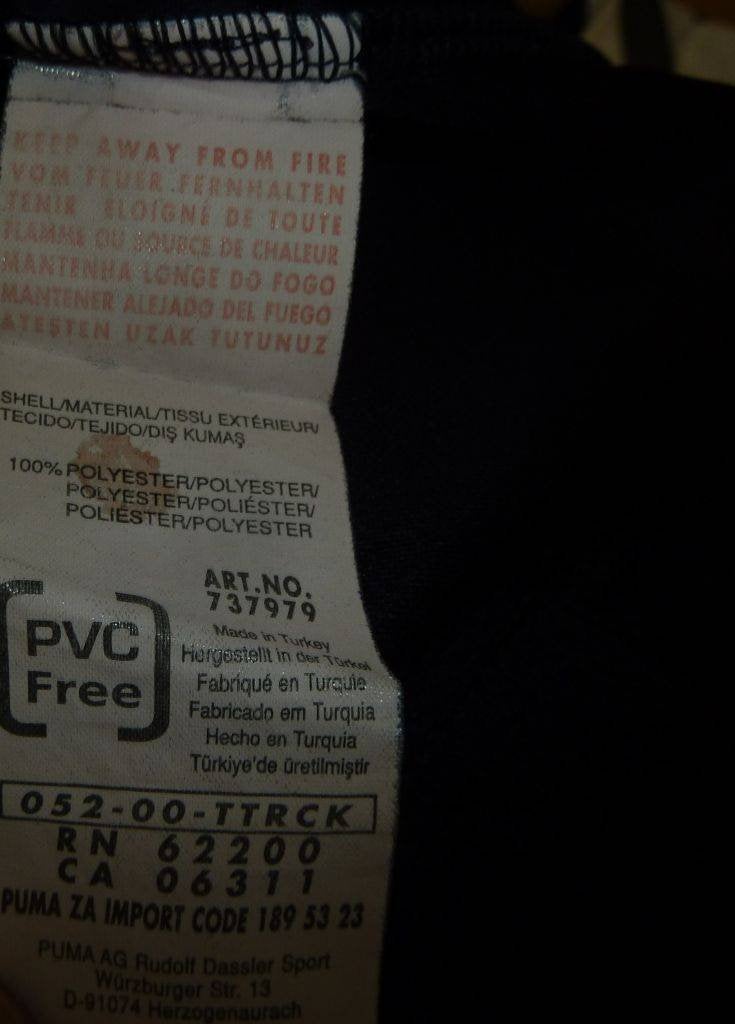 KEEP AWAY FROM FIRE
VOM FEUER FERNHALTEN
TENIR ELOIGNÉ DE TOUTE
FLAMME OU SOURCE DE CHALEUR
MANTENHA LONGE DO FOGO
MANTENER ALEJADO DEL FUEGO
ATEŞTEN UZAK TUTUNUZ
SHELL/MATERIAL/TISSU EXTÉRIEUR/
TECIDO/TEJIDO/DIŞ KUMAŞ
100% POLYESTER/POLYESTER/
POLYESTER/POLIÉSTER/
POLIÉSTER/POLYESTER
ART.NO.
737979
PVC
Free
Made in Turkey
Hergestellt in der Türkei
Fabriqué en Turquie
Fabricado em Turquia
Hecho en Turquia
Türkiye'de üretilmiştir
052-00-TTRCK
RN 62200
CA 06311
PUMA ZA IMPORT CODE 189 53 23
PUMA AG Rudolf Dassler Sport
Würzburger Str. 13
D-91074 Herzogenaurach